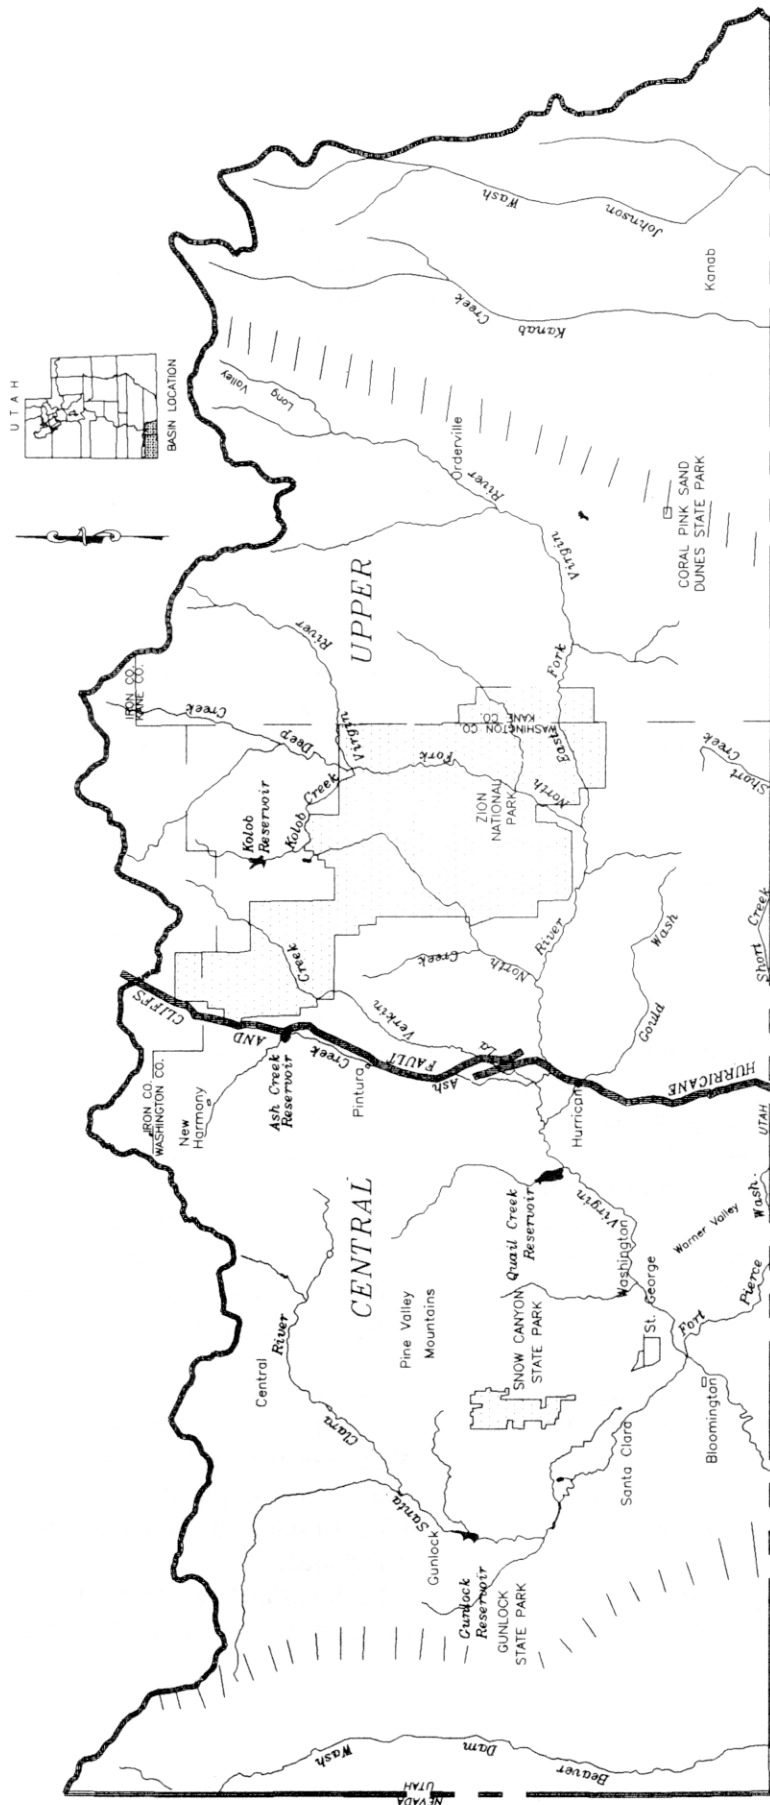 UTAH
BASIN LOCATION
Long
Valley
Orderville
River
Virgin
Fork
East
Creek
Kanab
Wash
Johnson
Kanab
CORAL PINK SAND
DUNES STATE PARK
UPPER
IRON CO.
KANE CO.
Creek
Deep
River
Virgin
Fork
North
WASHINGTON CO.
KANE CO.
Kolob
Reservoir
Kolob Creek
ZION
NATIONAL
PARK
Short
Creek
Short Creek
Creek
Verkin
La
Creek
North
River
Wash
Gould
HURRICANE
FAULT
AND
CLIFFS
IRON CO.
WASHINGTON CO.
New
Harmony
Ash Creek
Reservoir
Creek
Ash
Pintura
Hurricane
UTAH
CENTRAL
Pine Valley
Mountains
Quail Creek
Reservoir
Virgin
Washington
Warner Valley
Fort
Pierce
Wash.
St. George
SNOW CANYON
STATE PARK
Central
River
Clara
Santa
Santa Clara
Bloomington
Gunlock
Gunlock
Reservoir
GUNLOCK
STATE PARK
Wash
Dam
Beaver
NEVADA
UTAH